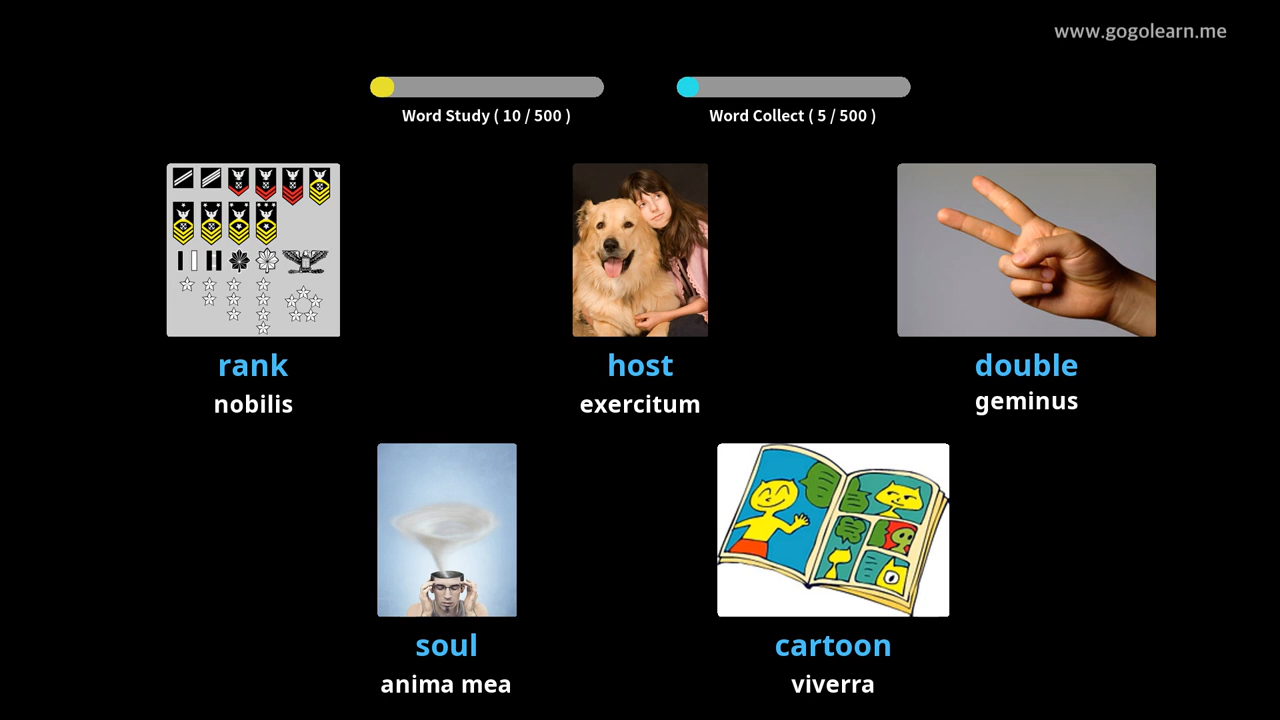 www.gogolearn.me
Word Study ( 10 / 500 )
Word Collect ( 5 / 500 )
rank
host
double
nobilis
exercitum
geminus
soul
cartoon
anima mea
viverra